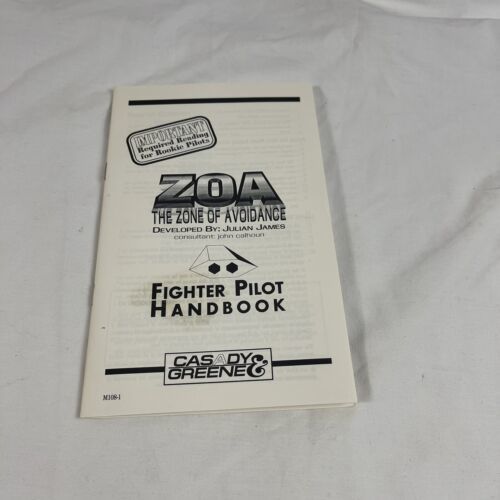 IMPORTANT
Required Reading
for Rookie Pilots
ZOA
THE ZONE OF AVOIDANCE
DEVELOPED BY: JULIAN JAMES
consultant: john calhoun
FIGHTER PILOT
HANDBOOK
CASADY &
GREENE
M108-1